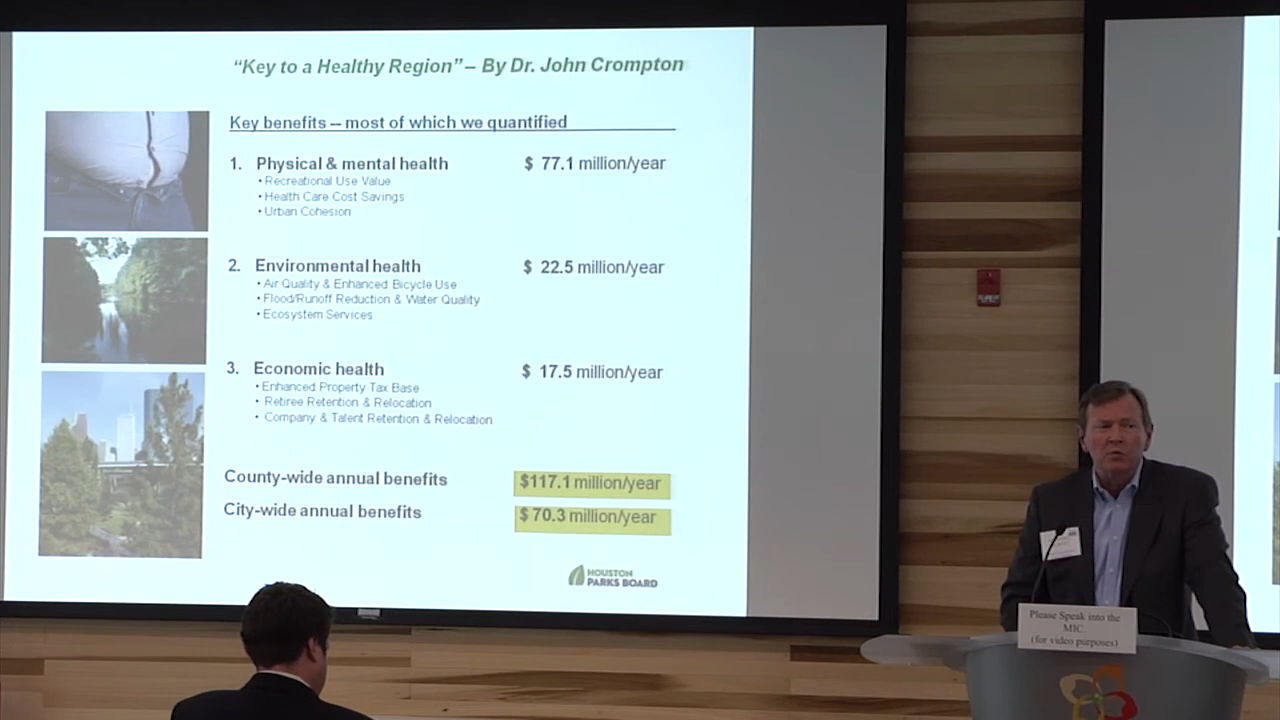 “Key to a Healthy Region” – By Dr. John Crompton
Key benefits – most of which we quantified
1. Physical & mental health $ 77.1 million/year
• Recreational Use Value
• Health Care Cost Savings
• Urban Cohesion
2. Environmental health $ 22.5 million/year
• Air Quality & Enhanced Bicycle Use
• Flood/Runoff Reduction & Water Quality
• Ecosystem Services
3. Economic health $ 17.5 million/year
• Enhanced Property Tax Base
• Retiree Retention & Relocation
• Company & Talent Retention & Relocation
County-wide annual benefits $117.1 million/year
City-wide annual benefits $ 70.3 million/year
HOUSTON
PARKS BOARD
Please Speak into the
MIC.
(for video purposes)